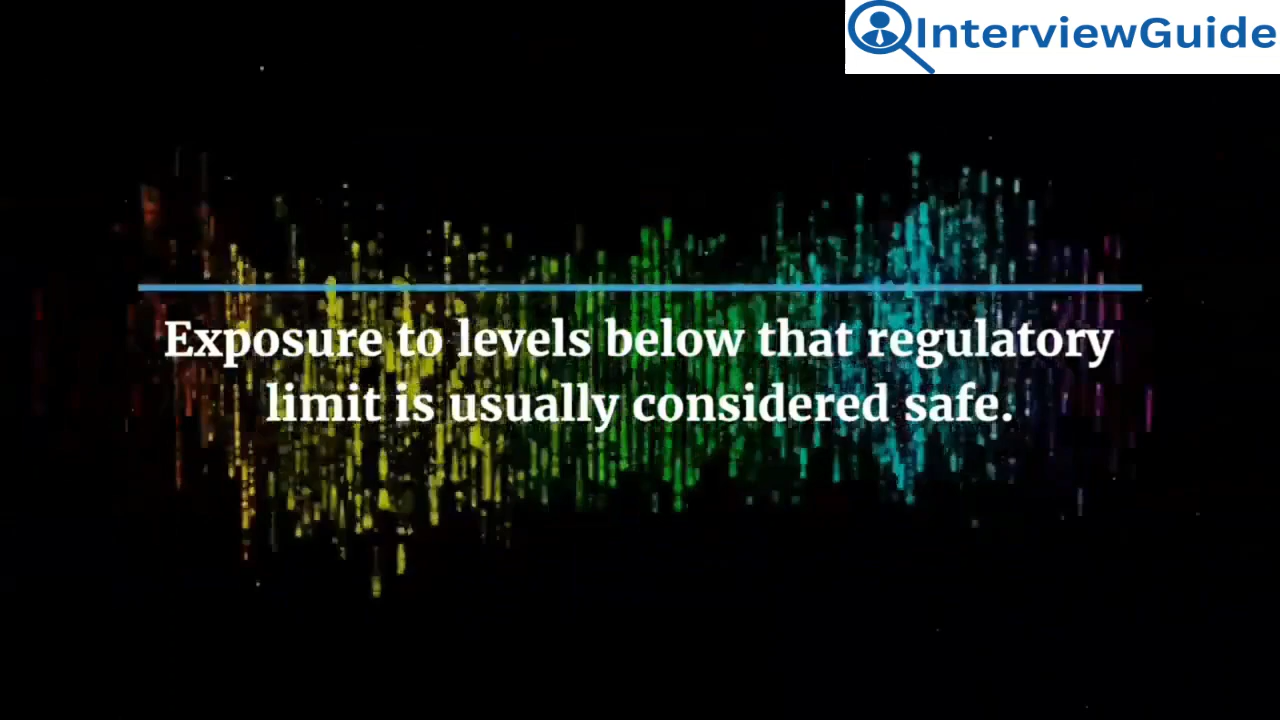 InterviewGuide
Exposure to levels below that regulatory
limit is usually considered safe.